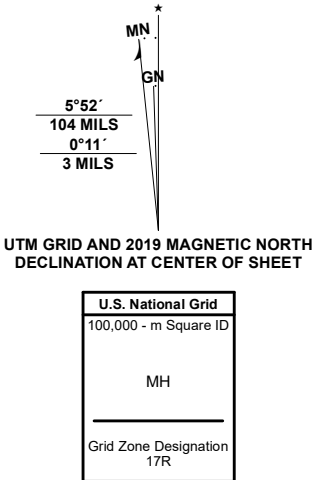 ★
MN
GN
5°52´
104 MILS
0°11´
3 MILS
UTM GRID AND 2019 MAGNETIC NORTH
DECLINATION AT CENTER OF SHEET
U.S. National Grid
100,000 - m Square ID
MH
Grid Zone Designation
17R